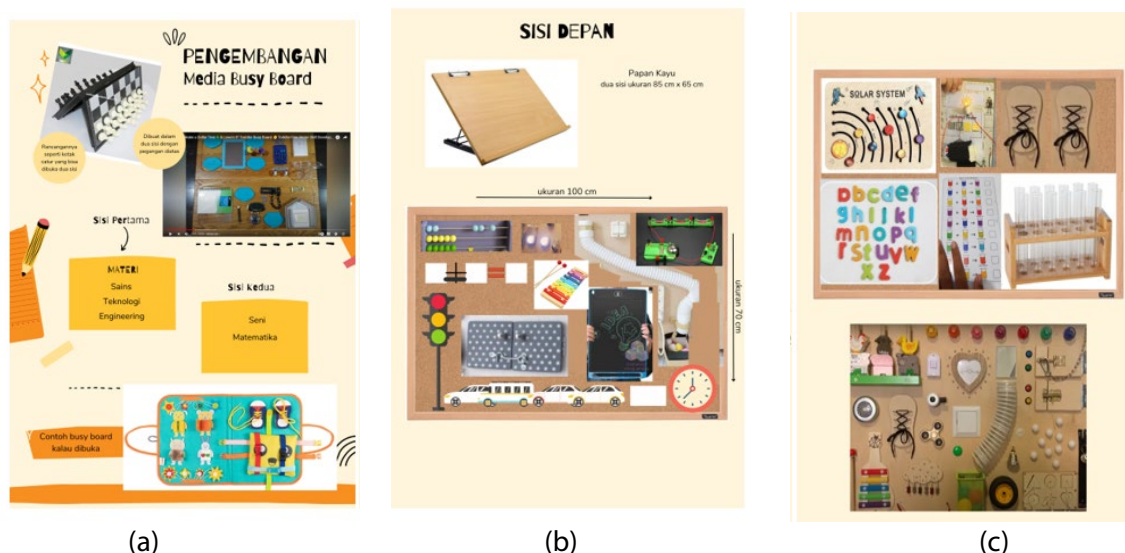 PENGEMBANGAN
Media Busy Board
Rancangannya
seperti kotak
catur yang bisa
dibuka dua sisi
Dibuat dalam
dua sisi dengan
pegangan diatas
Sisi Pertama
MATERI
Sains
Teknologi
Engineering
Sisi Kedua
Seni
Matematika
Contoh busy board
kalau dibuka
(a)
SISI DEPAN
Papan Kayu
dua sisi ukuran 85 cm x 65 cm
ukuran 100 cm
ukuran 70 cm
(b)
SOLAR SYSTEM
abcdef
ghijkl
mnopq
rstuvw
xz
(c)